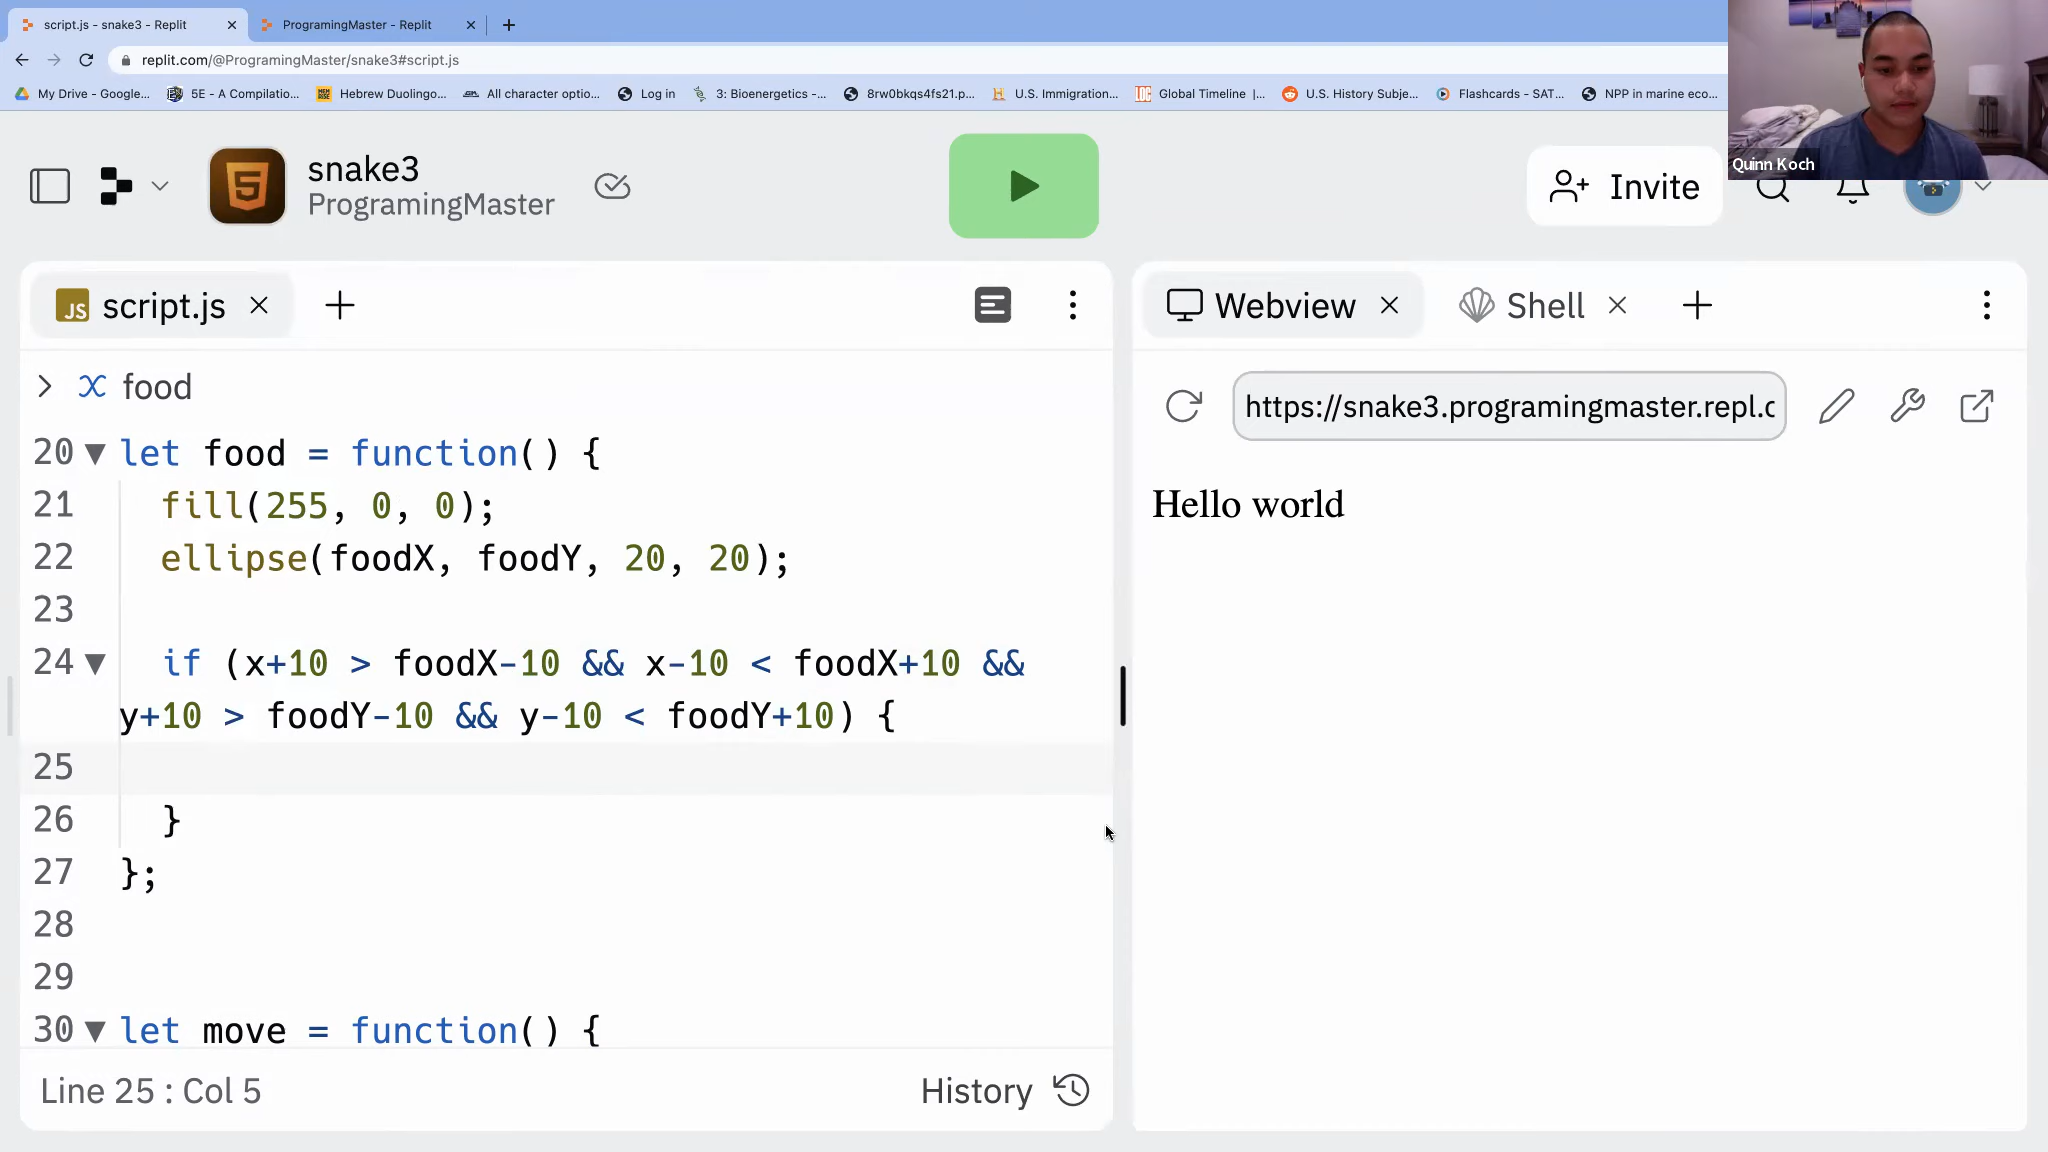 script.js - snake3 - Replit
ProgramingMaster - Replit
replit.com/@ProgramingMaster/snake3#script.js
My Drive - Google...
5E - A Compilatio...
Hebrew Duolingo...
All character optio...
Log in
3: Bioenergetics -...
8rw0bkqs4fs21.p...
U.S. Immigration...
Global Timeline |...
U.S. History Subje...
Flashcards - SAT...
NPP in marine eco...
Quinn Koch
snake3
ProgramingMaster
Invite
JS script.js
Webview
Shell
food
https://snake3.programingmaster.repl.c
Hello world
20 let food = function() {
21 fill(255, 0, 0);
22 ellipse(foodX, foodY, 20, 20);
23
24 if (x+10 > foodX-10 && x-10 < foodX+10 &&
y+10 > foodY-10 && y-10 < foodY+10) {
25
26 }
27 };
28
29
30 let move = function() {
Line 25 : Col 5
History